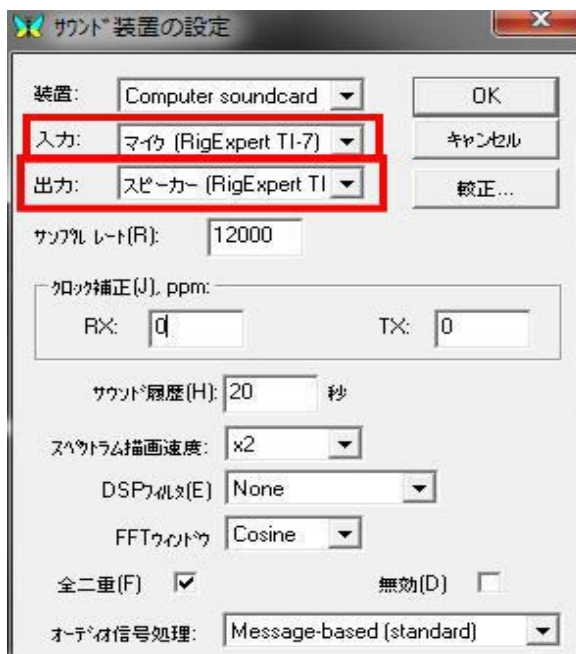 サウンド装置の設定
装置: Computer soundcard OK
入力: マイク (RigExpert TI-7) キャンセル
出力: スピーカー (RigExpert TI 較正...
サンプル レート(R): 12000
クロック補正(J), ppm:
RX: 0 TX: 0
サウンド履歴(H): 20 秒
スペクトラム描画速度: x2
DSPフィルタ(E) None
FFTウィンドウ Cosine
全二重(F) 無効(D)
オーディオ信号処理: Message-based (standard)